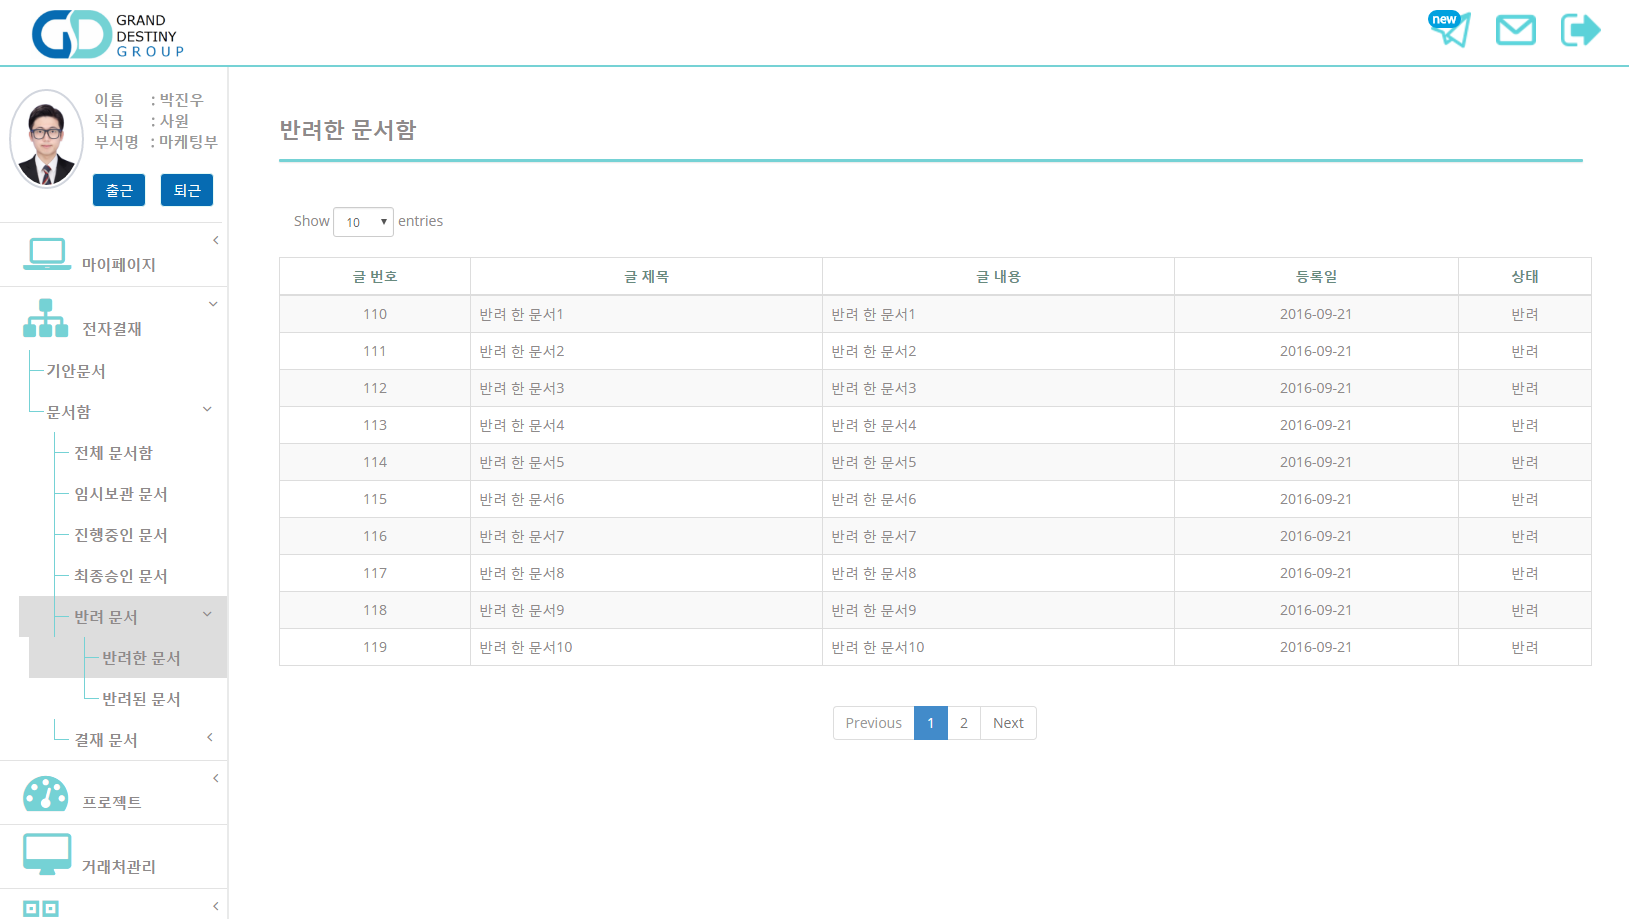 GRAND
DESTINY
GROUP
new
이름 : 박진우
직급 : 사원
부서명 : 마케팅부
출근 퇴근
마이페이지
전자결재
기안문서
문서함
전체 문서함
임시보관 문서
진행중인 문서
최종승인 문서
반려 문서
반려한 문서
반려된 문서
결재 문서
프로젝트
거래처관리
반려한 문서함
Show 10 entries
글 번호 글 제목 글 내용 등록일 상태
110 반려 한 문서1 반려 한 문서1 2016-09-21 반려
111 반려 한 문서2 반려 한 문서2 2016-09-21 반려
112 반려 한 문서3 반려 한 문서3 2016-09-21 반려
113 반려 한 문서4 반려 한 문서4 2016-09-21 반려
114 반려 한 문서5 반려 한 문서5 2016-09-21 반려
115 반려 한 문서6 반려 한 문서6 2016-09-21 반려
116 반려 한 문서7 반려 한 문서7 2016-09-21 반려
117 반려 한 문서8 반려 한 문서8 2016-09-21 반려
118 반려 한 문서9 반려 한 문서9 2016-09-21 반려
119 반려 한 문서10 반려 한 문서10 2016-09-21 반려
Previous 1 2 Next